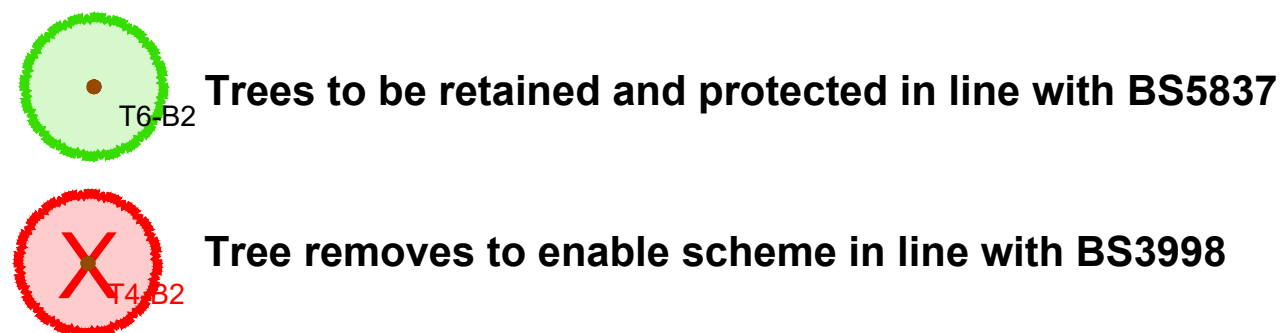 Trees to be retained and protected in line with BS5837
T6-B2
X
Tree removes to enable scheme in line with BS3998
T4-B2